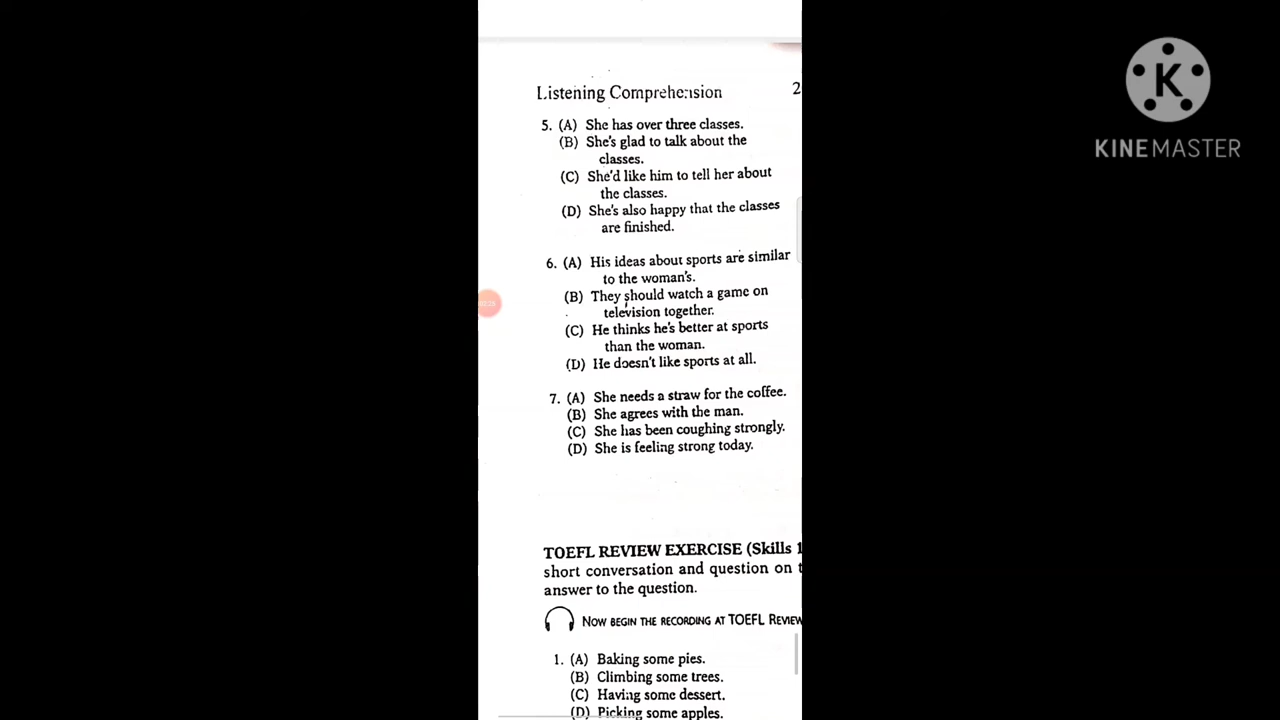 Listening Comprehension 2
5. (A) She has over three classes.
(B) She's glad to talk about the
classes.
(C) She'd like him to tell her about
the classes.
(D) She's also happy that the classes
are finished.
6. (A) His ideas about sports are similar
to the woman's.
(B) They should watch a game on
television together.
(C) He thinks he's better at sports
than the woman.
(D) He doesn't like sports at all.
7. (A) She needs a straw for the coffee.
(B) She agrees with the man.
(C) She has been coughing strongly.
(D) She is feeling strong today.
TOEFL REVIEW EXERCISE (Skills 1
short conversation and question on t
answer to the question.
NOW BEGIN THE RECORDING AT TOEFL REVIEW
1. (A) Baking some pies.
(B) Climbing some trees.
(C) Having some dessert.
(D) Picking some apples.
K
KINEMASTER